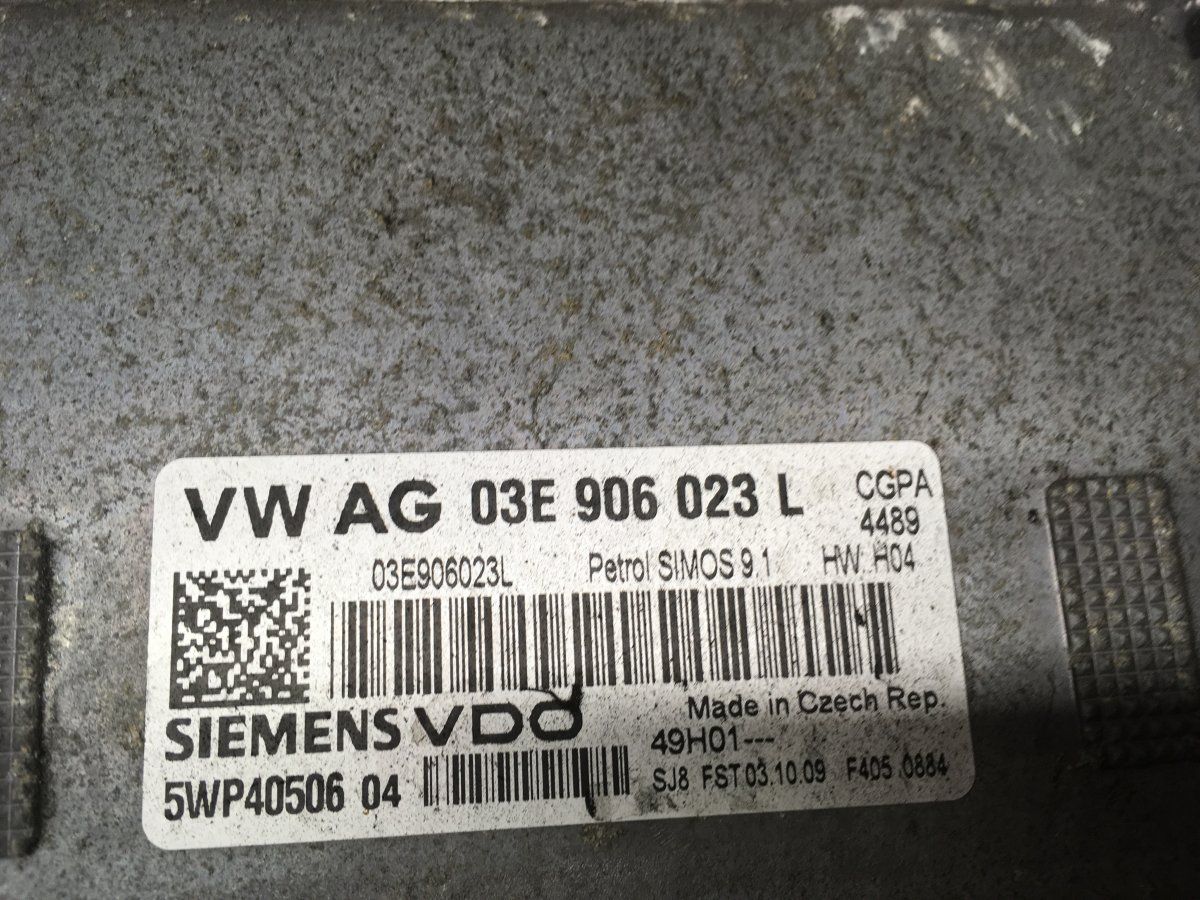 VW AG 03E 906 023 L CGPA
4489
03E906023L Petrol SIMOS 9.1 HW H04
SIEMENS VDO Made in Czech Rep.
49H01---
5WP40506 04 SJ8 FST 03.10.09 F405 0884